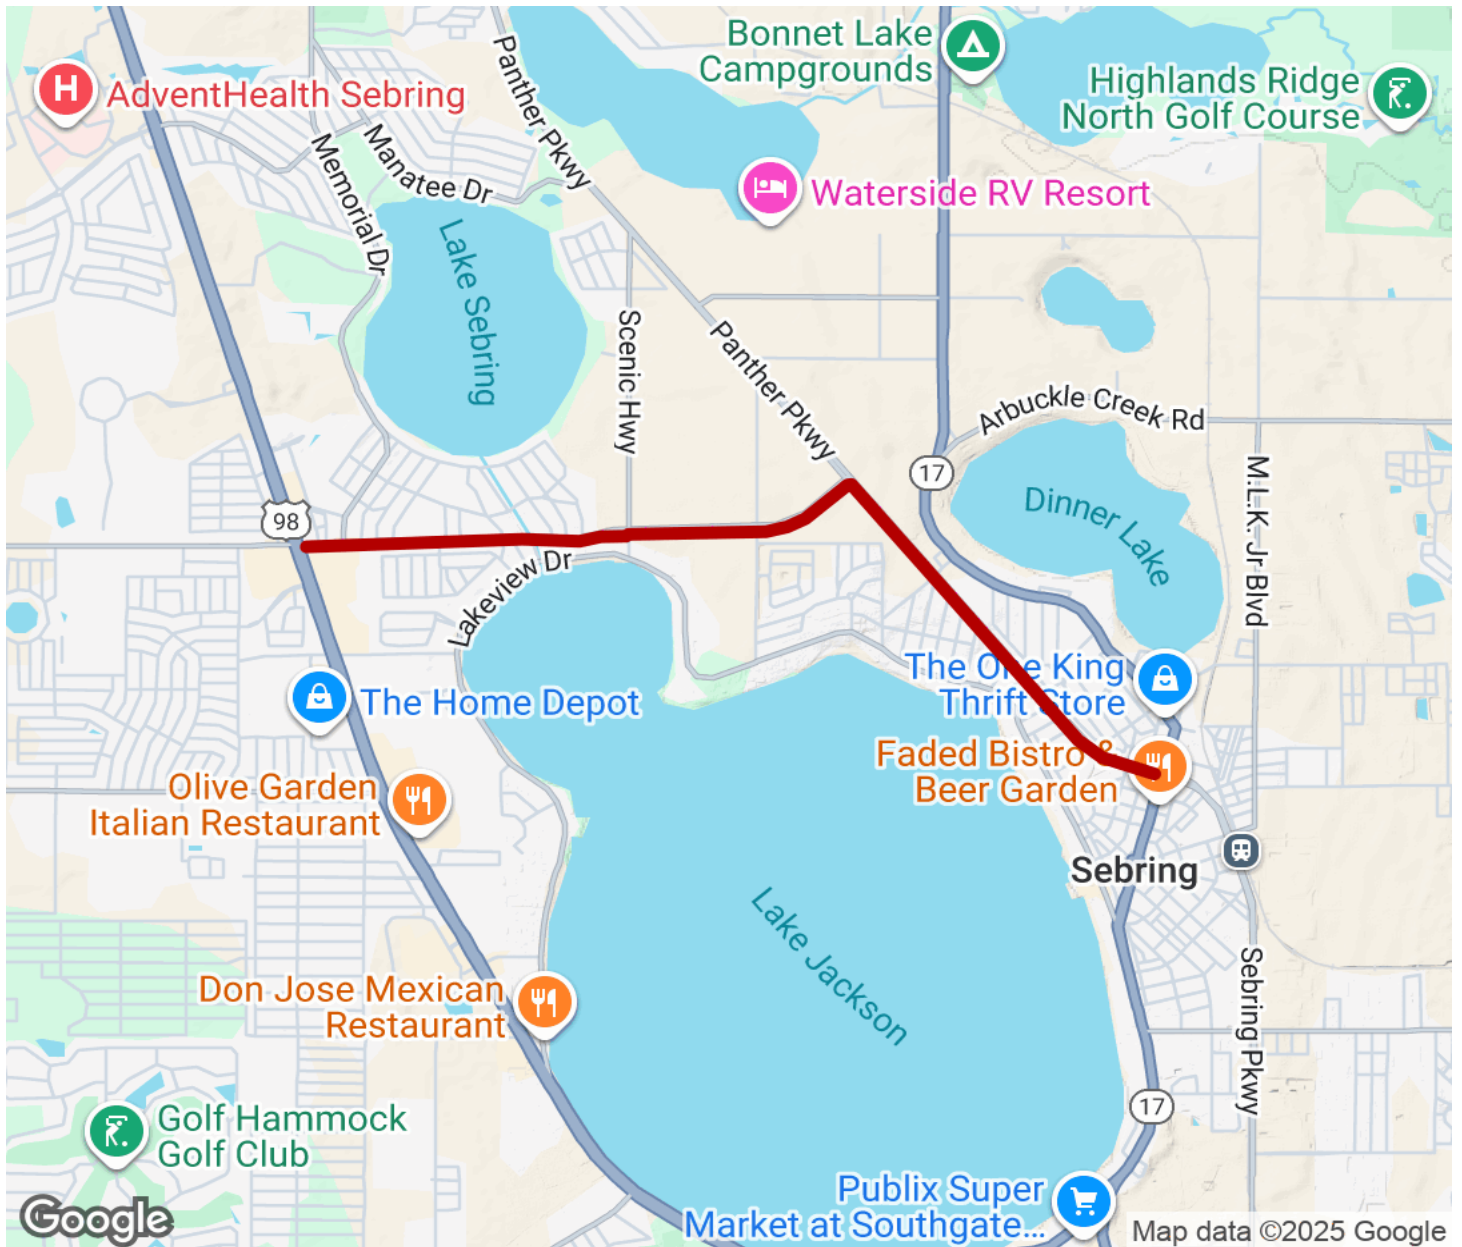 Bonnet Lake
Campgrounds
Highlands Ridge
North Golf Course
AdventHealth Sebring
Panther Pkwy
Manatee Dr
Memorial Dr
Waterside RV Resort
Lake Sebring
Scenic Hwy
Panther Pkwy
Arbuckle Creek Rd
17
M.L.K. Jr Blvd
98
Dinner Lake
Lakeview Dr
The One King
Thrift Store
The Home Depot
Faded Bistro &
Beer Garden
Olive Garden
Italian Restaurant
Sebring
Lake Jackson
Sebring Pkwy
Don Jose Mexican
Restaurant
17
Golf Hammock
Golf Club
Publix Super
Market at Southgate...
Google
Map data ©2025 Google